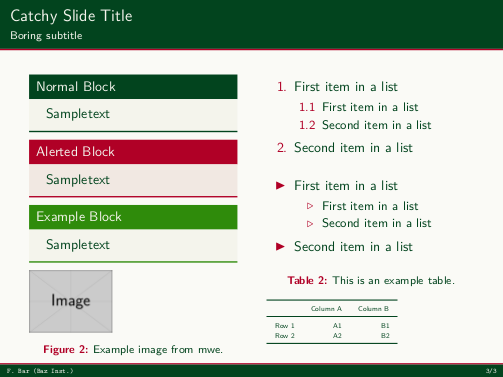 Catchy Slide Title
Boring subtitle
Normal Block
Sampletext
Alerted Block
Sampletext
Example Block
Sampletext
Image
Figure 2: Example image from mwe.
1. First item in a list
1.1 First item in a list
1.2 Second item in a list
2. Second item in a list
▶ First item in a list
▷ First item in a list
▷ Second item in a list
▶ Second item in a list
Table 2: This is an example table.
Column A Column B
Row 1 A1 B1
Row 2 A2 B2
F. Bar (Baz Inst.) 3/3